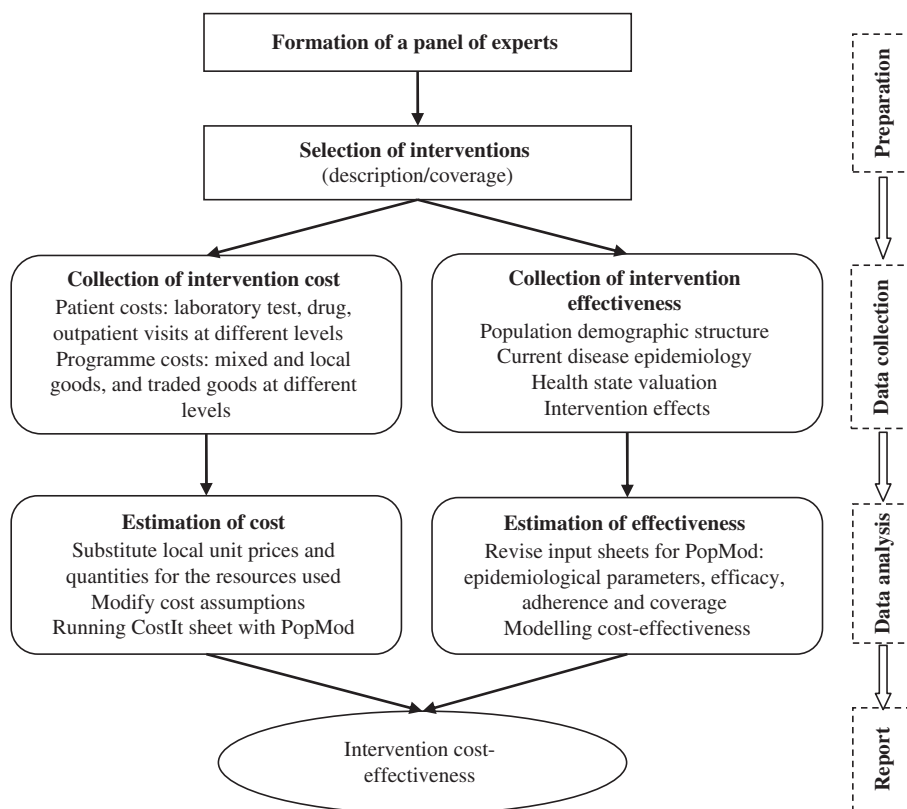 Formation of a panel of experts
Selection of interventions
(description/coverage)
Collection of intervention cost
Patient costs: laboratory test, drug,
outpatient visits at different levels
Programme costs: mixed and local
goods, and traded goods at different
levels
Collection of intervention
effectiveness
Population demographic structure
Current disease epidemiology
Health state valuation
Intervention effects
Estimation of cost
Substitute local unit prices and
quantities for the resources used
Modify cost assumptions
Running CostIt sheet with PopMod
Estimation of effectiveness
Revise input sheets for PopMod:
epidemiological parameters, efficacy,
adherence and coverage
Modelling cost-effectiveness
Intervention cost-
effectiveness
Preparation
Data collection
Data analysis
Report